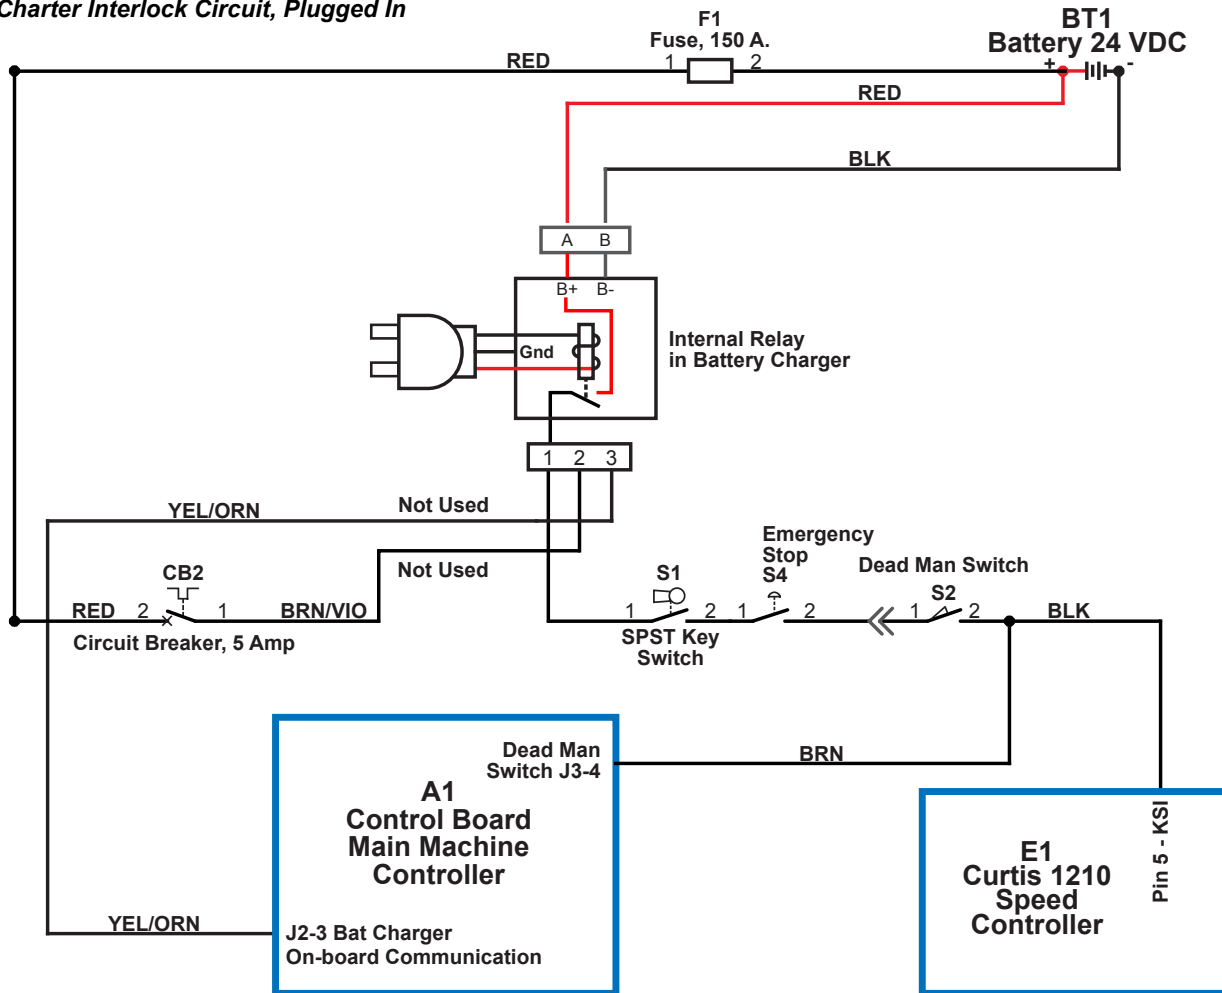 Charter Interlock Circuit, Plugged In
F1
Fuse, 150 A.
BT1
Battery 24 VDC
RED
1
2
+
-
RED
BLK
A
B
B+
B-
Gnd
Internal Relay
in Battery Charger
1
2
3
YEL/ORN
Not Used
Not Used
CB2
RED
2
1
BRN/VIO
Circuit Breaker, 5 Amp
S1
1
2
SPST Key
Switch
Emergency
Stop
S4
1
2
Dead Man Switch
S2
1
2
BLK
Dead Man
Switch J3-4
BRN
A1
Control Board
Main Machine
Controller
YEL/ORN
J2-3 Bat Charger
On-board Communication
E1
Curtis 1210
Speed
Controller
Pin 5 - KSI